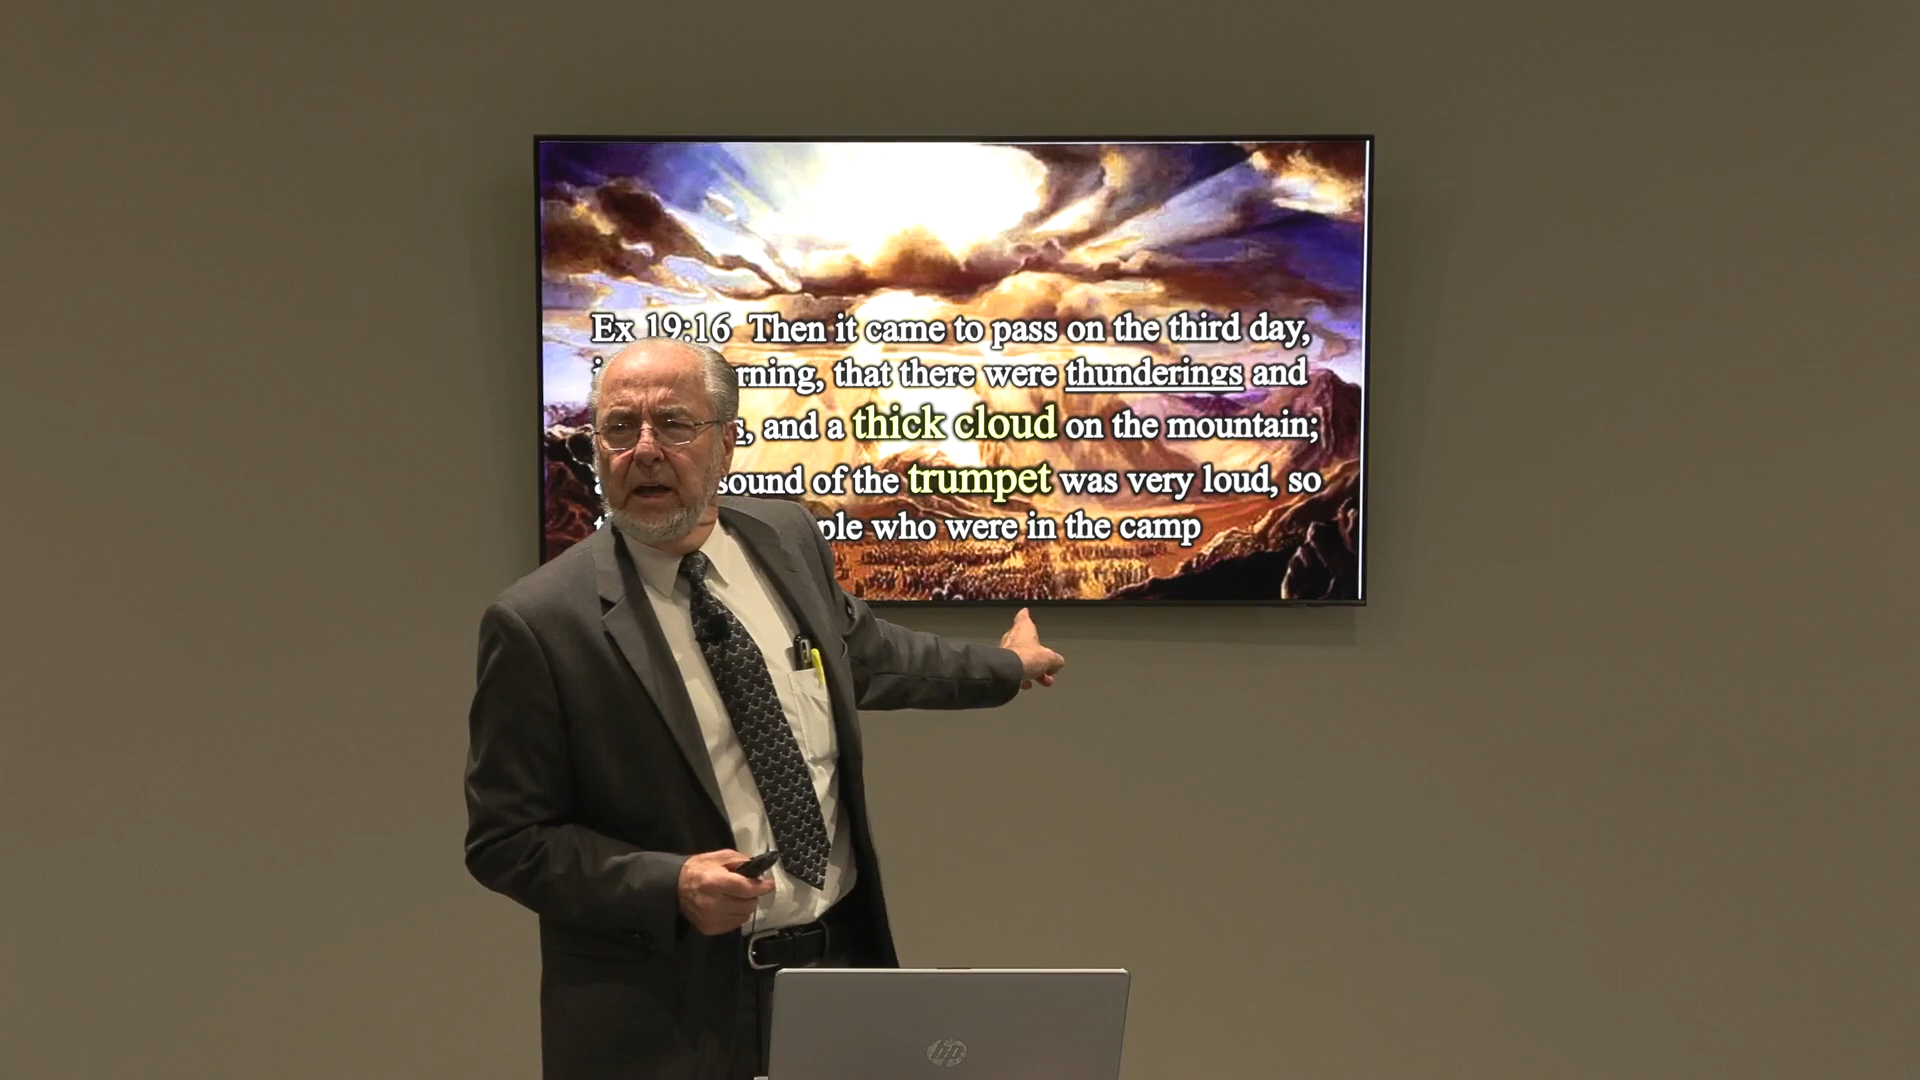 Ex 19:16 Then it came to pass on the third day,
rning, that there were thunderings and
s, and a thick cloud on the mountain;
sound of the trumpet was very loud, so
ple who were in the camp
hp